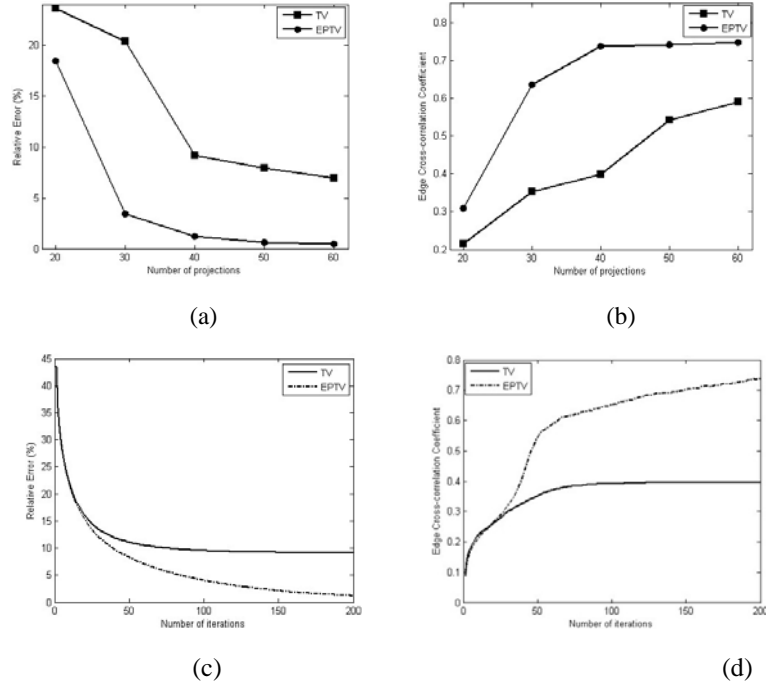 TV
EPTV
20
15
10
5
0
Relative Error (%)
20 30 40 50 60
Number of projections
(a)
TV
EPTV
0.8
0.7
0.6
0.5
0.4
0.3
0.2
Edge Cross-correlation Coefficient
20 30 40 50 60
Number of projections
(b)
TV
EPTV
45
40
35
30
25
20
15
10
5
0
Relative Error (%)
0 50 100 150 200
Number of iterations
(c)
TV
EPTV
0.8
0.7
0.6
0.5
0.4
0.3
0.2
0.1
0
Edge Cross-correlation Coefficient
0 50 100 150 200
Number of iterations
(d)